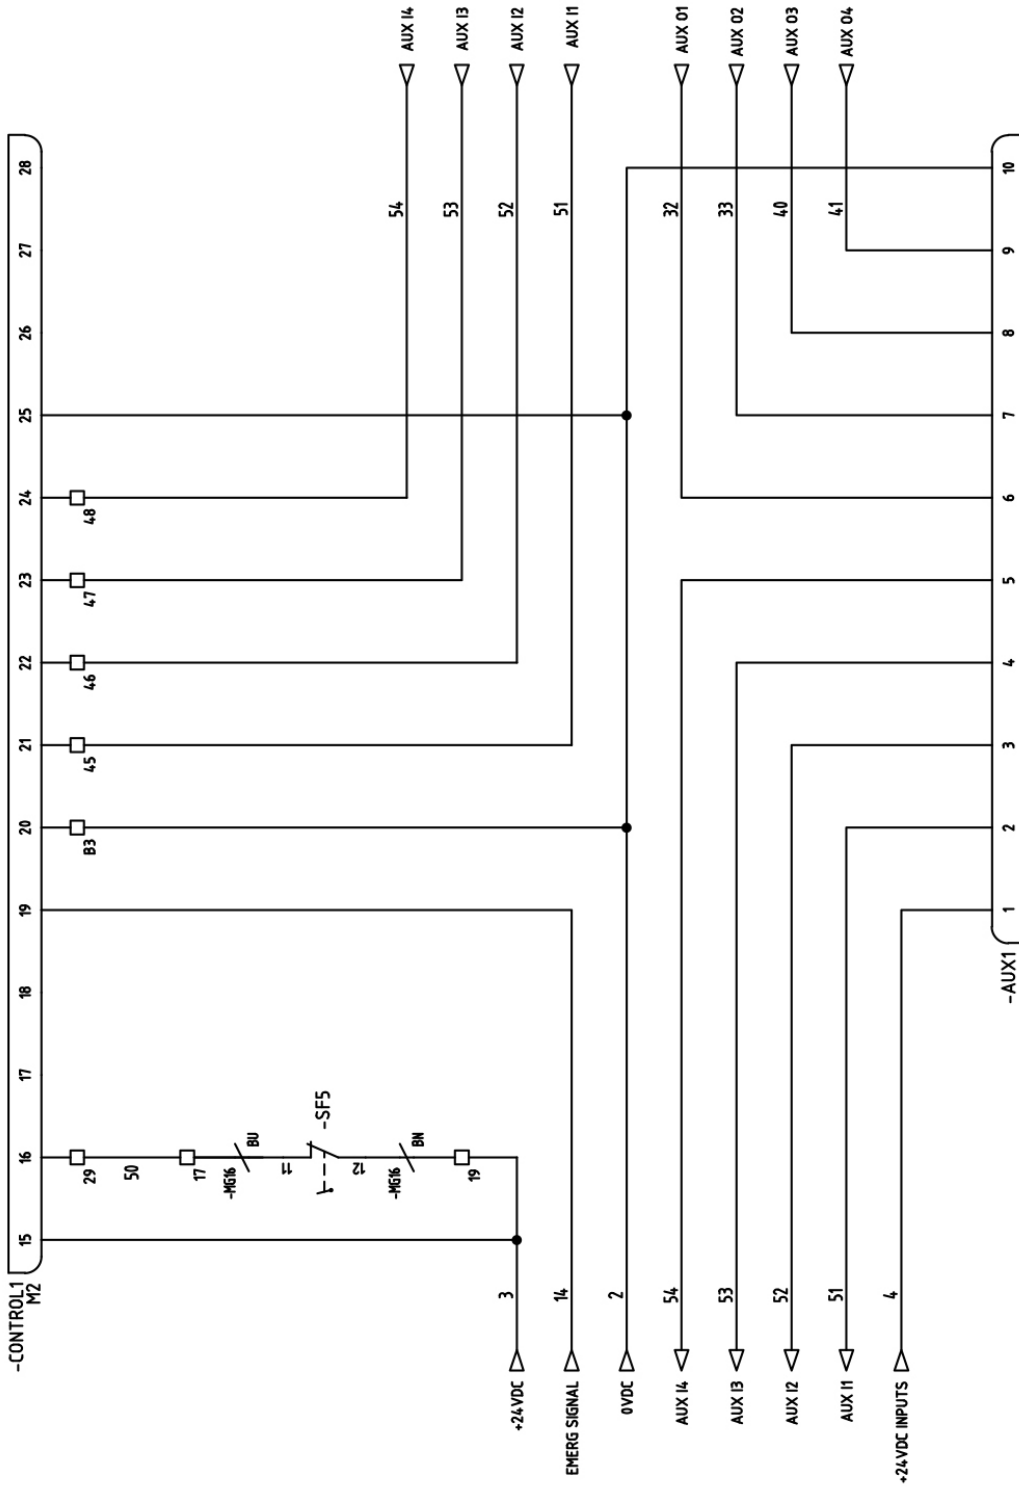 -CONTROL1
M2
15
16
17
18
19
20
21
22
23
24
25
26
27
28
29
50
17
-MG16
BU
11
-SF5
12
-MG16
BN
19
B3
45
46
47
48
54
AUX I4
53
AUX I3
52
AUX I2
51
AUX I1
+24VDC
3
EMERG SIGNAL
14
0VDC
2
AUX I4
54
AUX I3
53
AUX I2
52
AUX I1
51
+24VDC INPUTS
4
32
AUX O1
33
AUX O2
40
AUX O3
41
AUX O4
-AUX1
1
2
3
4
5
6
7
8
9
10